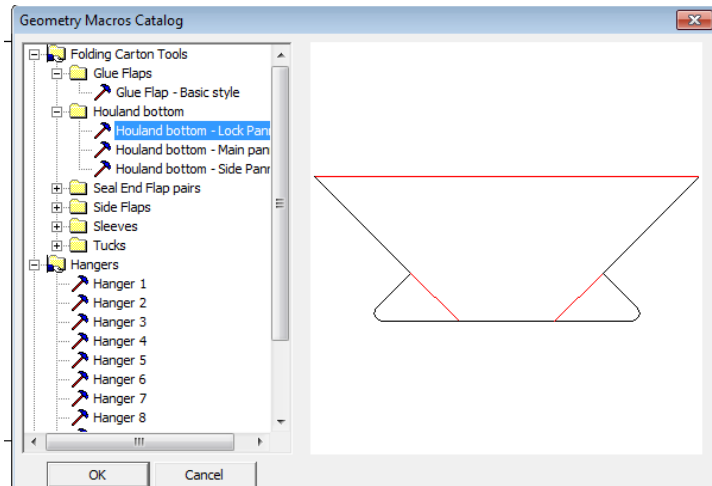 Geometry Macros Catalog
Folding Carton Tools
Glue Flaps
Glue Flap - Basic style
Houland bottom
Houland bottom - Lock Pann
Houland bottom - Main pan
Houland bottom - Side Pann
Seal End Flap pairs
Side Flaps
Sleeves
Tucks
Hangers
Hanger 1
Hanger 2
Hanger 3
Hanger 4
Hanger 5
Hanger 6
Hanger 7
Hanger 8
OK Cancel